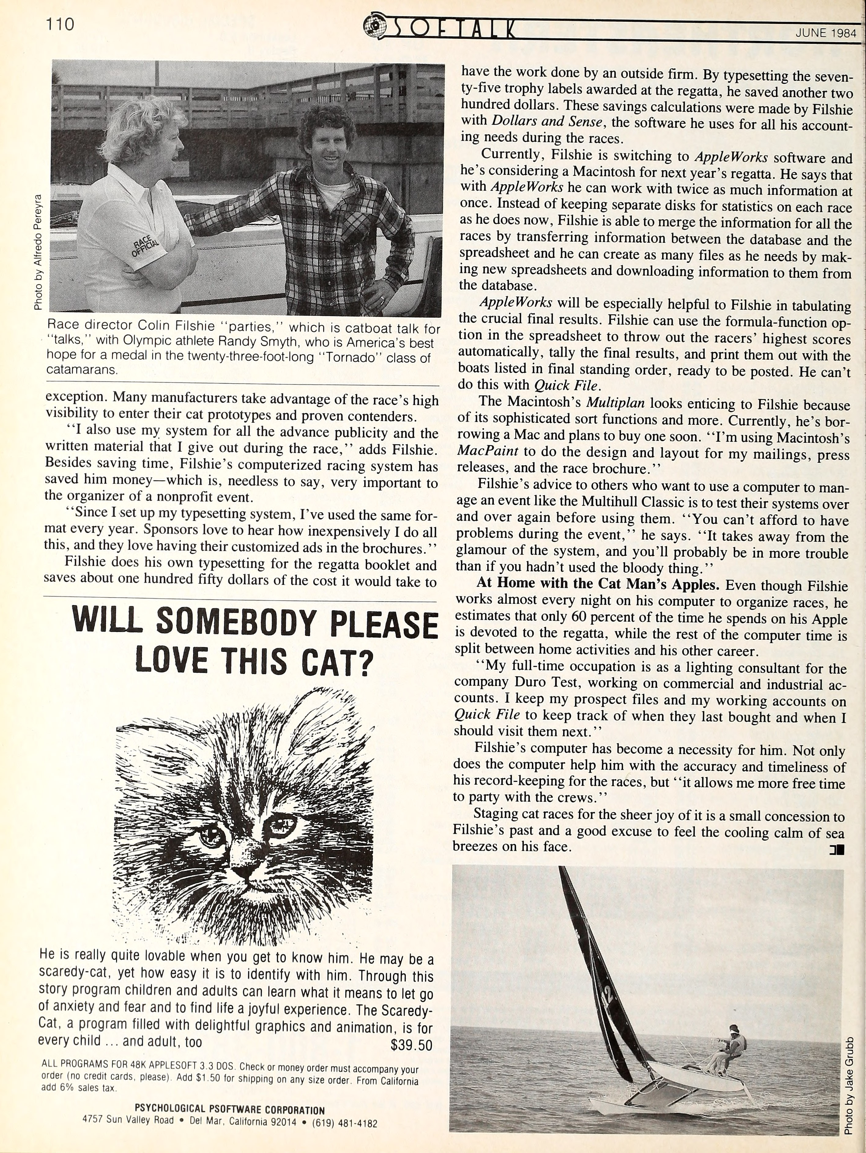 110
SOFTALK
JUNE 1984
RACE
OFFICIAL
Photo by Alfredo Pereyra
Race director Colin Filshie "parties," which is catboat talk for
"talks," with Olympic athlete Randy Smyth, who is America's best
hope for a medal in the twenty-three-foot-long "Tornado" class of
catamarans.
exception. Many manufacturers take advantage of the race's high
visibility to enter their cat prototypes and proven contenders.
"I also use my system for all the advance publicity and the
written material that I give out during the race," adds Filshie.
Besides saving time, Filshie's computerized racing system has
saved him money—which is, needless to say, very important to
the organizer of a nonprofit event.
"Since I set up my typesetting system, I've used the same for-
mat every year. Sponsors love to hear how inexpensively I do all
this, and they love having their customized ads in the brochures."
Filshie does his own typesetting for the regatta booklet and
saves about one hundred fifty dollars of the cost it would take to
have the work done by an outside firm. By typesetting the seven-
ty-five trophy labels awarded at the regatta, he saved another two
hundred dollars. These savings calculations were made by Filshie
with Dollars and Sense, the software he uses for all his account-
ing needs during the races.
Currently, Filshie is switching to AppleWorks software and
he's considering a Macintosh for next year's regatta. He says that
with AppleWorks he can work with twice as much information at
once. Instead of keeping separate disks for statistics on each race
as he does now, Filshie is able to merge the information for all the
races by transferring information between the database and the
spreadsheet and he can create as many files as he needs by mak-
ing new spreadsheets and downloading information to them from
the database.
AppleWorks will be especially helpful to Filshie in tabulating
the crucial final results. Filshie can use the formula-function op-
tion in the spreadsheet to throw out the racers' highest scores
automatically, tally the final results, and print them out with the
boats listed in final standing order, ready to be posted. He can't
do this with Quick File.
The Macintosh's Multiplan looks enticing to Filshie because
of its sophisticated sort functions and more. Currently, he's bor-
rowing a Mac and plans to buy one soon. "I'm using Macintosh's
MacPaint to do the design and layout for my mailings, press
releases, and the race brochure."
Filshie's advice to others who want to use a computer to man-
age an event like the Multihull Classic is to test their systems over
and over again before using them. "You can't afford to have
problems during the event," he says. "It takes away from the
glamour of the system, and you'll probably be in more trouble
than if you hadn't used the bloody thing."
At Home with the Cat Man's Apples. Even though Filshie
works almost every night on his computer to organize races, he
estimates that only 60 percent of the time he spends on his Apple
is devoted to the regatta, while the rest of the computer time is
split between home activities and his other career.
"My full-time occupation is as a lighting consultant for the
company Duro Test, working on commercial and industrial ac-
counts. I keep my prospect files and my working accounts on
Quick File to keep track of when they last bought and when I
should visit them next."
Filshie's computer has become a necessity for him. Not only
does the computer help him with the accuracy and timeliness of
his record-keeping for the races, but "it allows me more free time
to party with the crews."
Staging cat races for the sheer joy of it is a small concession to
Filshie's past and a good excuse to feel the cooling calm of sea
breezes on his face.
2
Photo by Jake Grubb
WILL SOMEBODY PLEASE
LOVE THIS CAT?
He is really quite lovable when you get to know him. He may be a
scaredy-cat, yet how easy it is to identify with him. Through this
story program children and adults can learn what it means to let go
of anxiety and fear and to find life a joyful experience. The Scaredy-
Cat, a program filled with delightful graphics and animation, is for
every child ... and adult, too $39.50
ALL PROGRAMS FOR 48K APPLESOFT 3.3 DOS. Check or money order must accompany your
order (no credit cards, please). Add $1.50 for shipping on any size order. From California
add 6% sales tax.
PSYCHOLOGICAL PSOFTWARE CORPORATION
4757 Sun Valley Road • Del Mar, California 92014 • (619) 481-4182